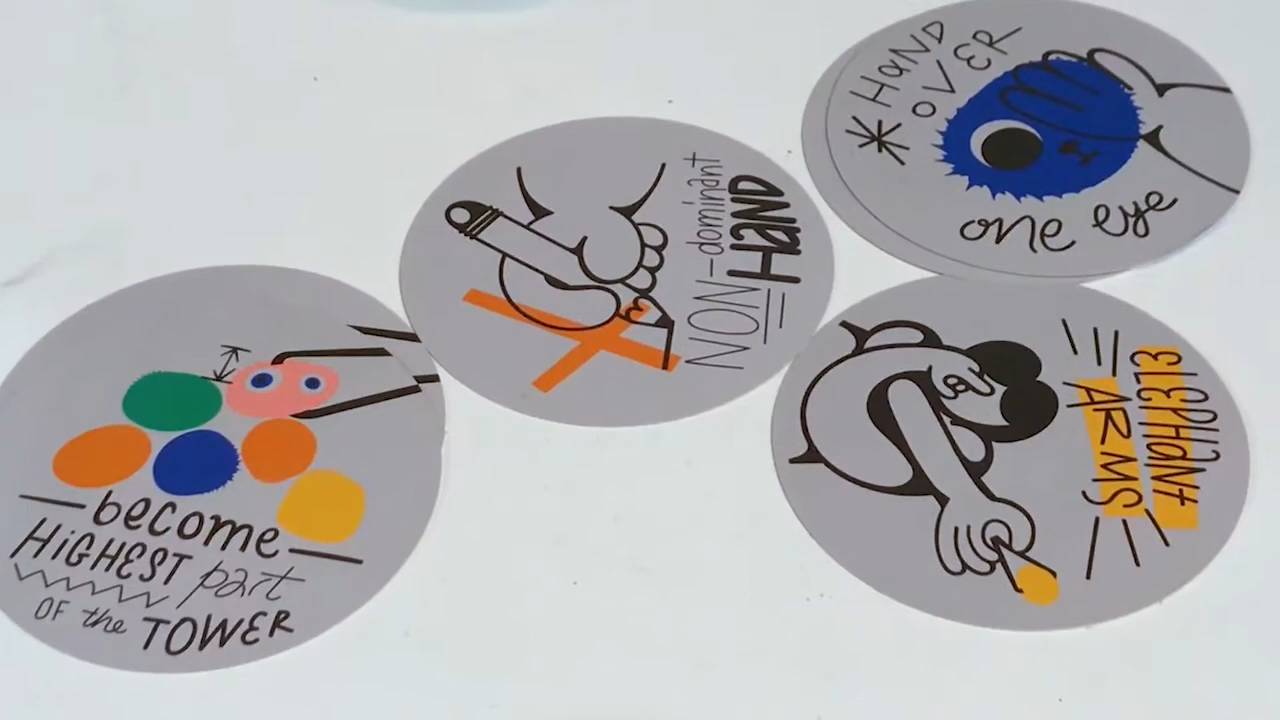 * HaND
OVER
one eye
NON-dominant
HaND
ELEPHANT
ARMS
become
HiGHEST part
OF the TOWER